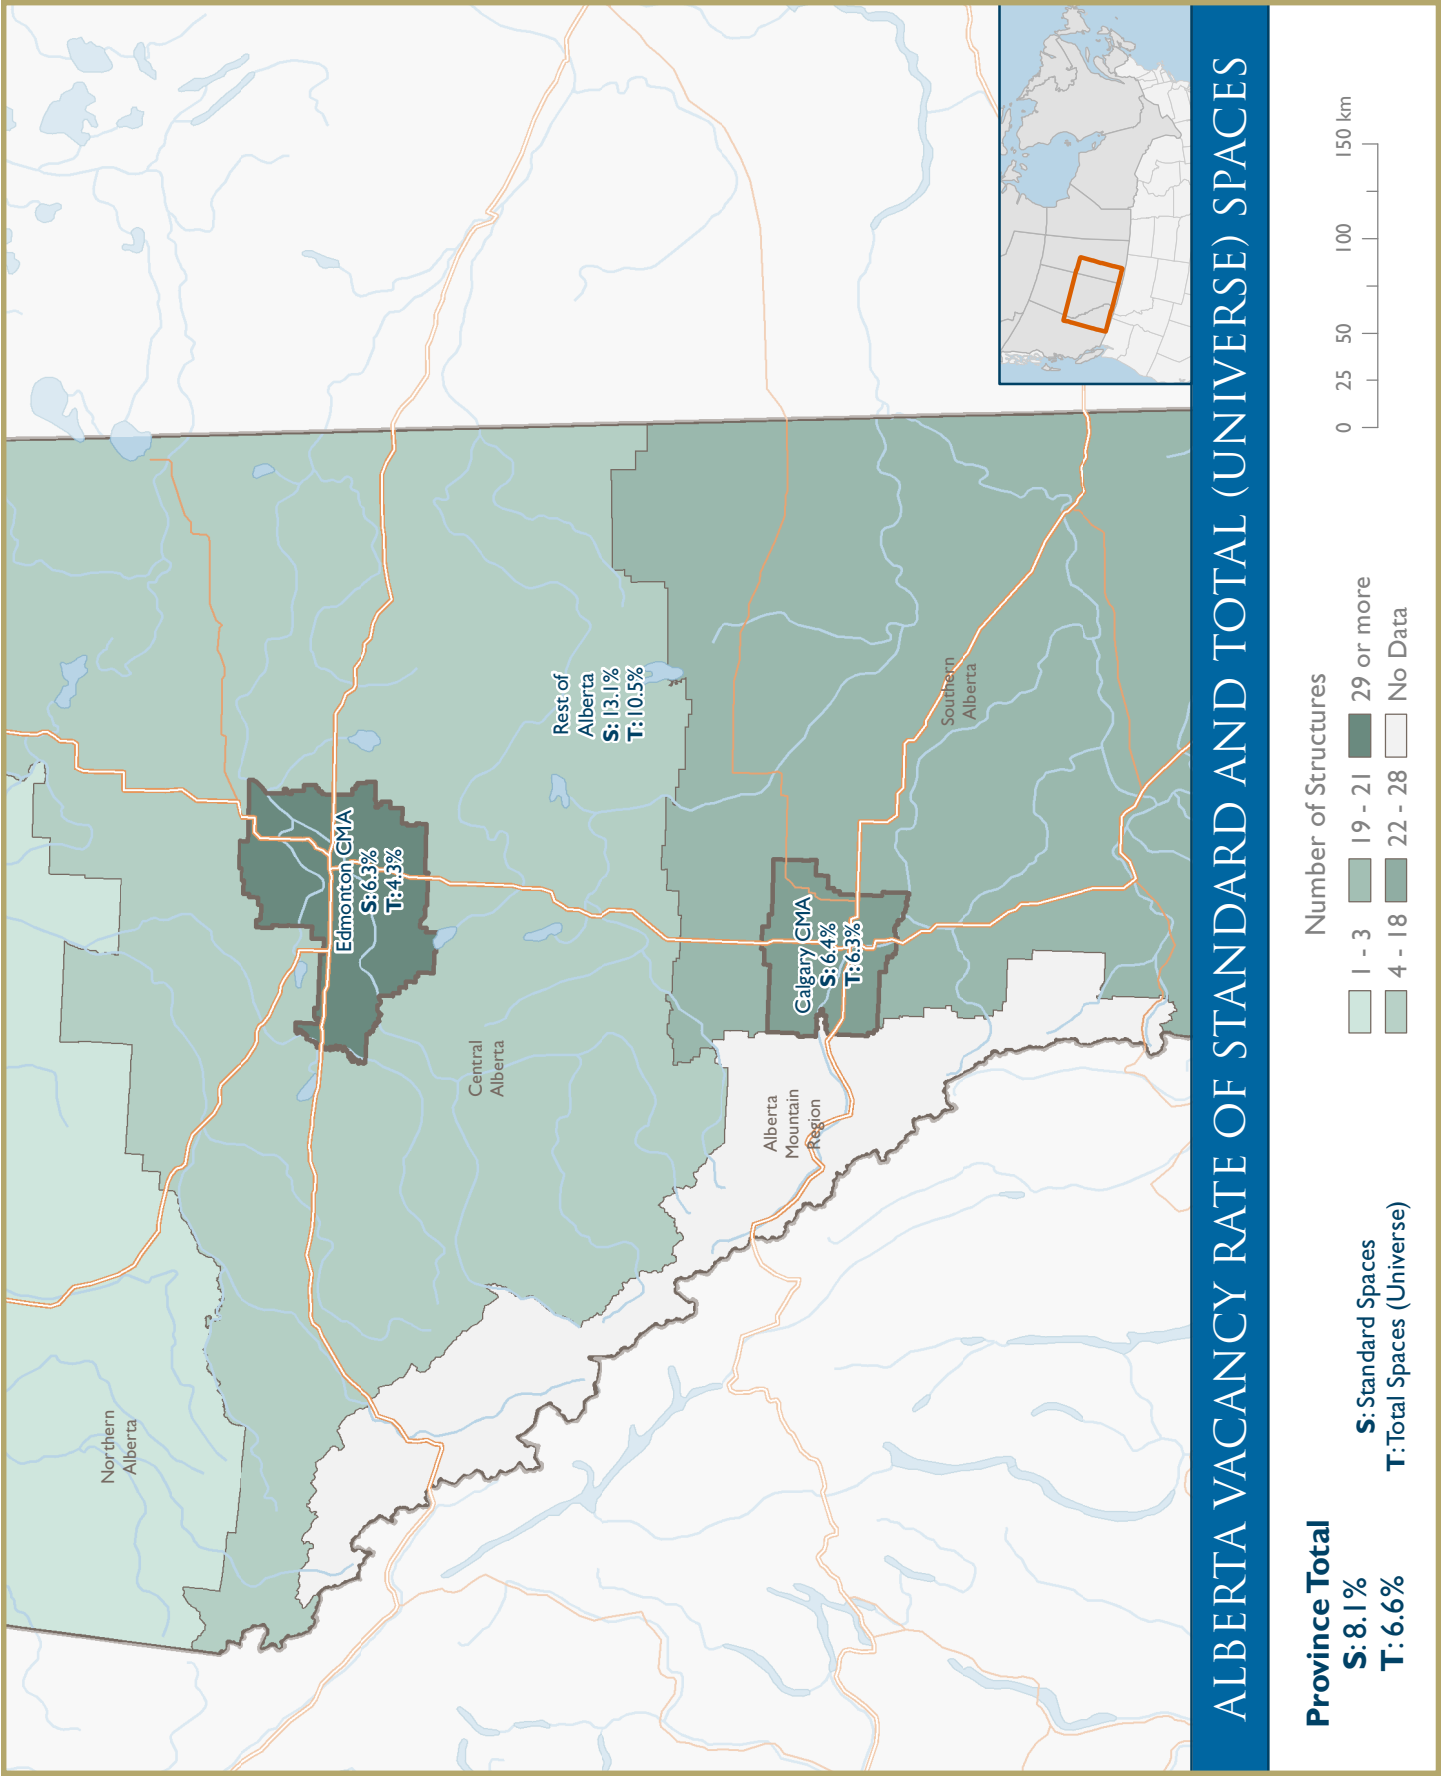 Northern
Alberta
Edmonton CMA
S: 6.3%
T: 4.3%
Central
Alberta
Rest of
Alberta
S: 13.1%
T: 10.5%
Alberta
Mountain
Region
Calgary CMA
S: 6.4%
T: 6.3%
Southern
Alberta
ALBERTA VACANCY RATE OF STANDARD AND TOTAL (UNIVERSE) SPACES
Province Total
S: 8.1%
T: 6.6%
S: Standard Spaces
T: Total Spaces (Universe)
Number of Structures
1 - 3
19 - 21
29 or more
4 - 18
22 - 28
No Data
0 25 50 100 150 km